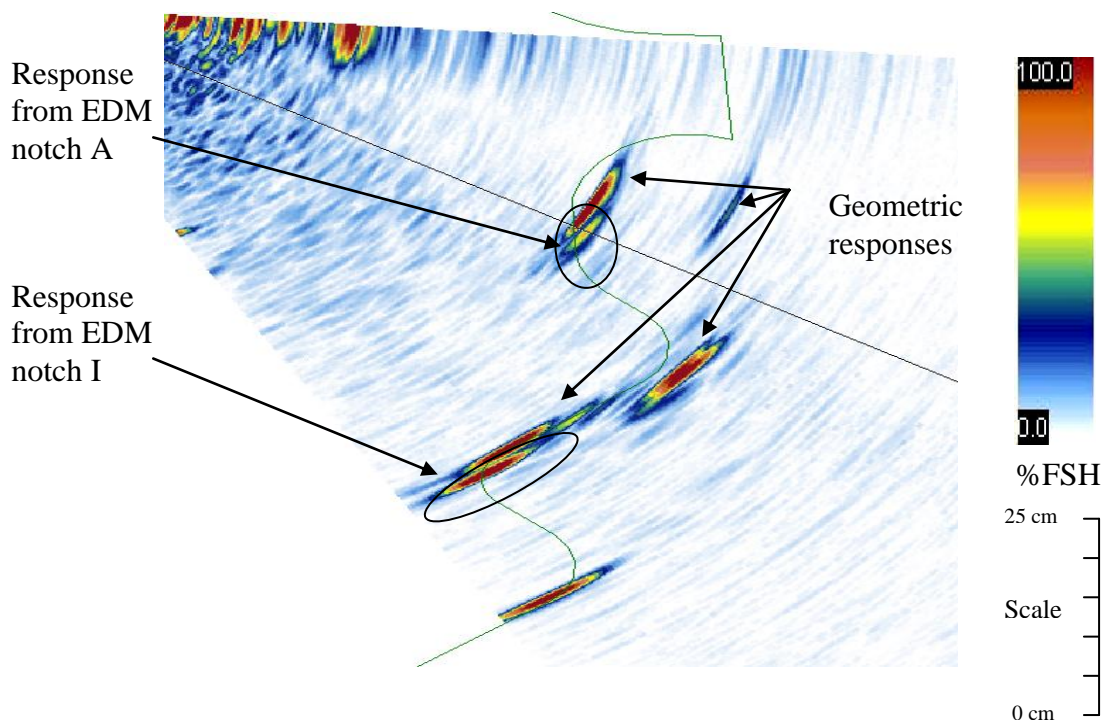 Response
from EDM
notch A
Response
from EDM
notch I
Geometric
responses
100.0
0.0
%FSH
25 cm
Scale
0 cm